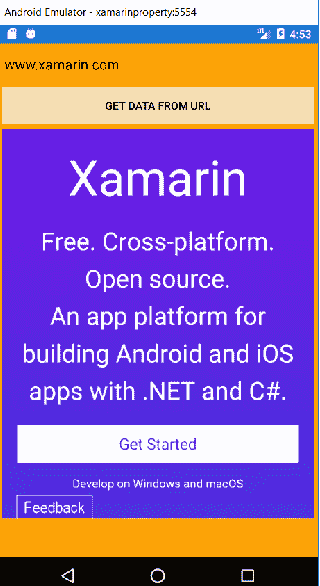 Android Emulator - xamarinproperty:5554
4:53
www.xamarin.com
GET DATA FROM URL
Xamarin
Free. Cross-platform.
Open source.
An app platform for
building Android and iOS
apps with .NET and C#.
Get Started
Develop on Windows and macOS
Feedback